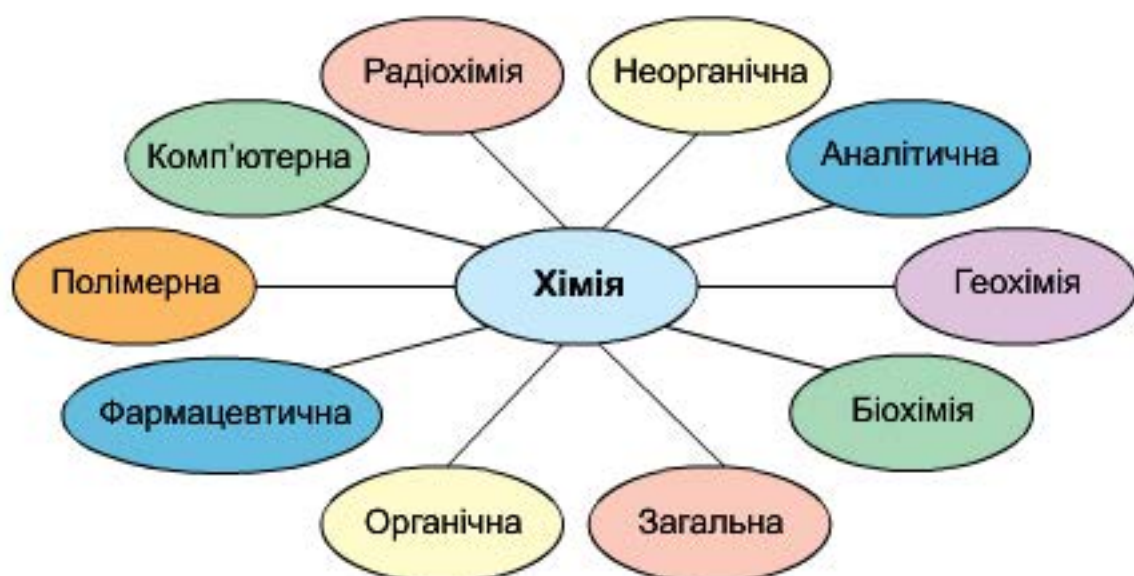 Радіохімія
Неорганічна
Комп'ютерна
Аналітична
Полімерна
Хімія
Геохімія
Фармацевтична
Біохімія
Органічна
Загальна